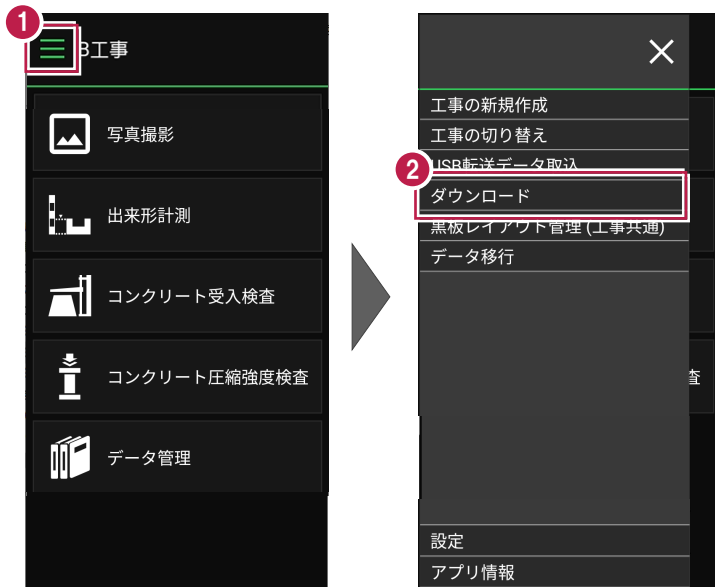 1
B工事
写真撮影
出来形計測
コンクリート受入検査
コンクリート圧縮強度検査
データ管理
工事の新規作成
工事の切り替え
USB転送データ取込
2
ダウンロード
黒板レイアウト管理 (工事共通)
データ移行
査
設定
アプリ情報